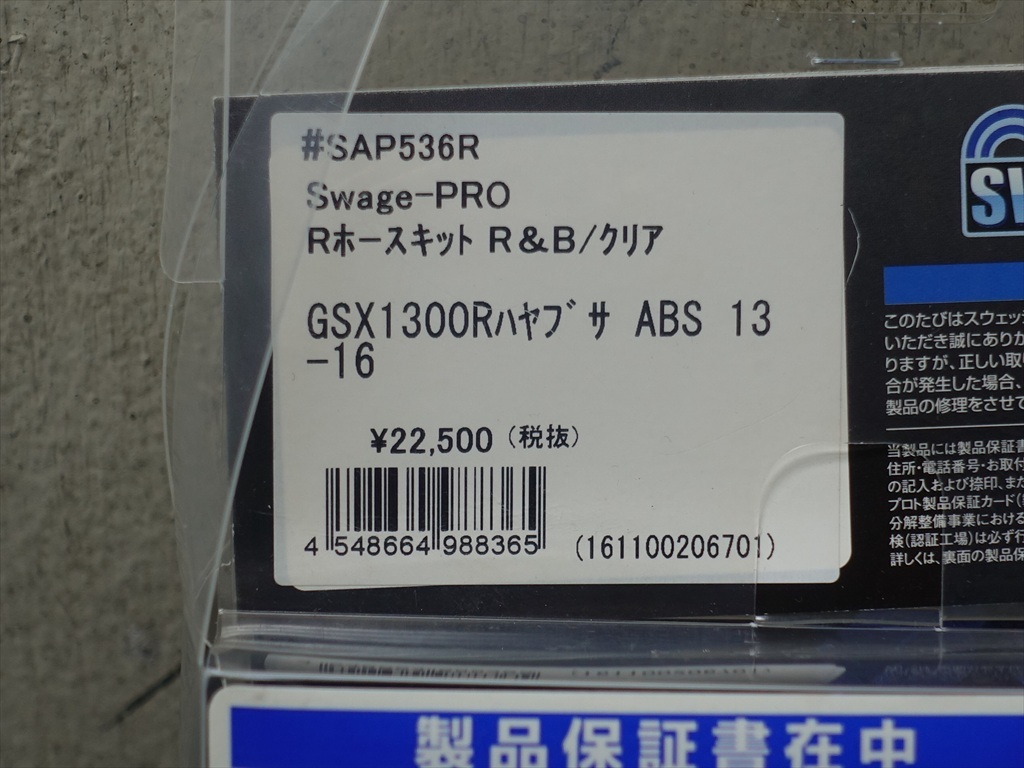 #SAP536R
Swage-PRO
Rホースキット R&B/クリア
GSX1300Rハヤブサ ABS 13
-16
¥22,500 (税抜)
4 548664 988365
(161100206701)
このたびはスウェッ
いただき誠にありが
りますが、正しい取
合が発生した場合、
製品の修理をさせて
当製品には製品保証書
住所・電話番号・お取付
の記入および捺印、また
プロト製品保証カード(
分解整備事業における
検(認証工場)は必ず行
詳しくは、裏面の製品保
製品保証書在中